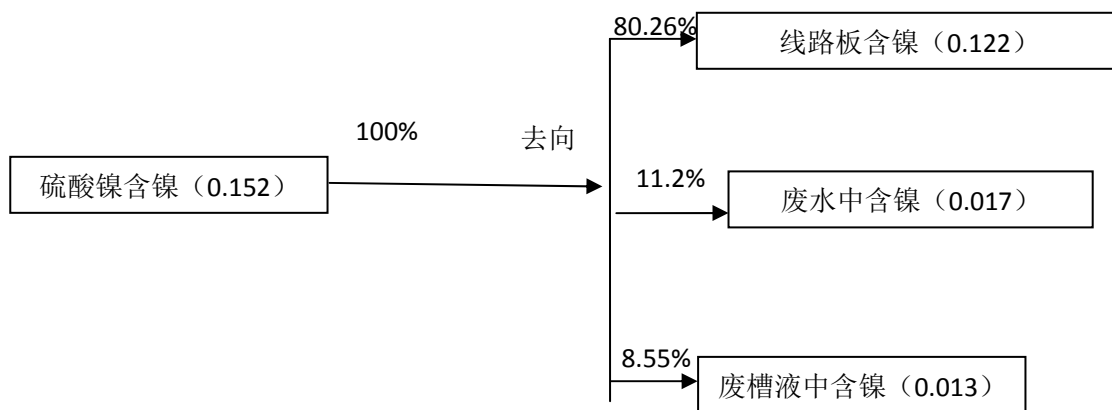 80.26%
线路板含镍（0.122）
100%
去向
硫酸镍含镍（0.152）
11.2%
废水中含镍（0.017）
8.55%
废槽液中含镍（0.013）